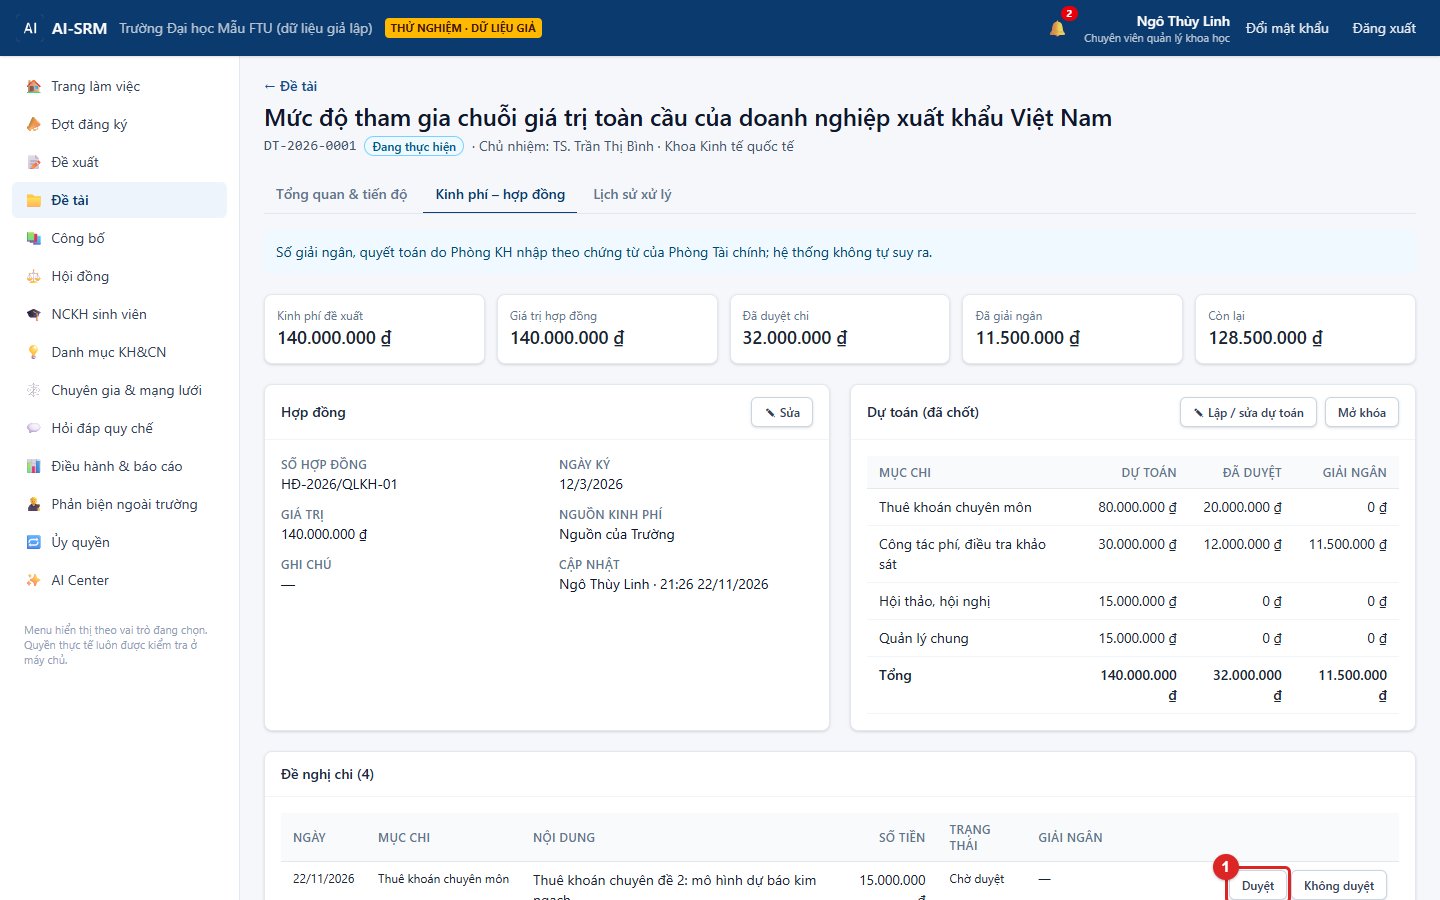 AI AI-SRM Trường Đại học Mẫu FTU (dữ liệu giả lập) THỬ NGHIỆM · DỮ LIỆU GIẢ
2
Ngô Thùy Linh
Chuyên viên quản lý khoa học
Đổi mật khẩu
Đăng xuất
Trang làm việc
Đợt đăng ký
Đề xuất
Đề tài
Công bố
Hội đồng
NCKH sinh viên
Danh mục KH&CN
Chuyên gia & mạng lưới
Hỏi đáp quy chế
Điều hành & báo cáo
Phản biện ngoài trường
Ủy quyền
AI Center
Menu hiển thị theo vai trò đang chọn.
Quyền thực tế luôn được kiểm tra ở
máy chủ.
← Đề tài
Mức độ tham gia chuỗi giá trị toàn cầu của doanh nghiệp xuất khẩu Việt Nam
DT-2026-0001 Đang thực hiện · Chủ nhiệm: TS. Trần Thị Bình · Khoa Kinh tế quốc tế
Tổng quan & tiến độ Kinh phí – hợp đồng Lịch sử xử lý
Số giải ngân, quyết toán do Phòng KH nhập theo chứng từ của Phòng Tài chính; hệ thống không tự suy ra.
Kinh phí đề xuất
140.000.000 ₫
Giá trị hợp đồng
140.000.000 ₫
Đã duyệt chi
32.000.000 ₫
Đã giải ngân
11.500.000 ₫
Còn lại
128.500.000 ₫
Hợp đồng
Sửa
SỐ HỢP ĐỒNG
HĐ-2026/QLKH-01
NGÀY KÝ
12/3/2026
GIÁ TRỊ
140.000.000 ₫
NGUỒN KINH PHÍ
Nguồn của Trường
GHI CHÚ
—
CẬP NHẬT
Ngô Thùy Linh · 21:26 22/11/2026
Dự toán (đã chốt)
Lập / sửa dự toán
Mở khóa
MỤC CHI DỰ TOÁN ĐÃ DUYỆT GIẢI NGÂN
Thuê khoán chuyên môn 80.000.000 ₫ 20.000.000 ₫ 0 ₫
Công tác phí, điều tra khảo 30.000.000 ₫ 12.000.000 ₫ 11.500.000 ₫
sát
Hội thảo, hội nghị 15.000.000 ₫ 0 ₫ 0 ₫
Quản lý chung 15.000.000 ₫ 0 ₫ 0 ₫
Tổng 140.000.000 32.000.000 11.500.000
₫ ₫ ₫
Đề nghị chi (4)
NGÀY MỤC CHI NỘI DUNG SỐ TIỀN TRẠNG THÁI GIẢI NGÂN
22/11/2026 Thuê khoán chuyên môn Thuê khoán chuyên đề 2: mô hình dự báo kim 15.000.000 Chờ duyệt —
ngạch ₫
1
Duyệt
Không duyệt